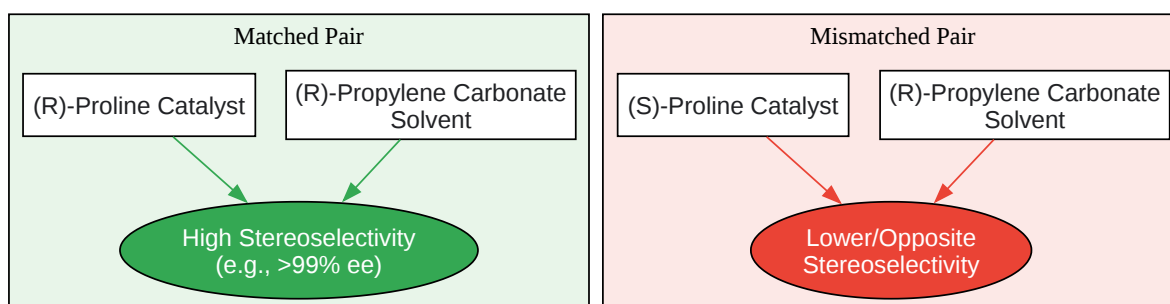 Matched Pair
(R)-Proline Catalyst
(R)-Propylene Carbonate
Solvent
High Stereoselectivity
(e.g., >99% ee)
Mismatched Pair
(S)-Proline Catalyst
(R)-Propylene Carbonate
Solvent
Lower/Opposite
Stereoselectivity